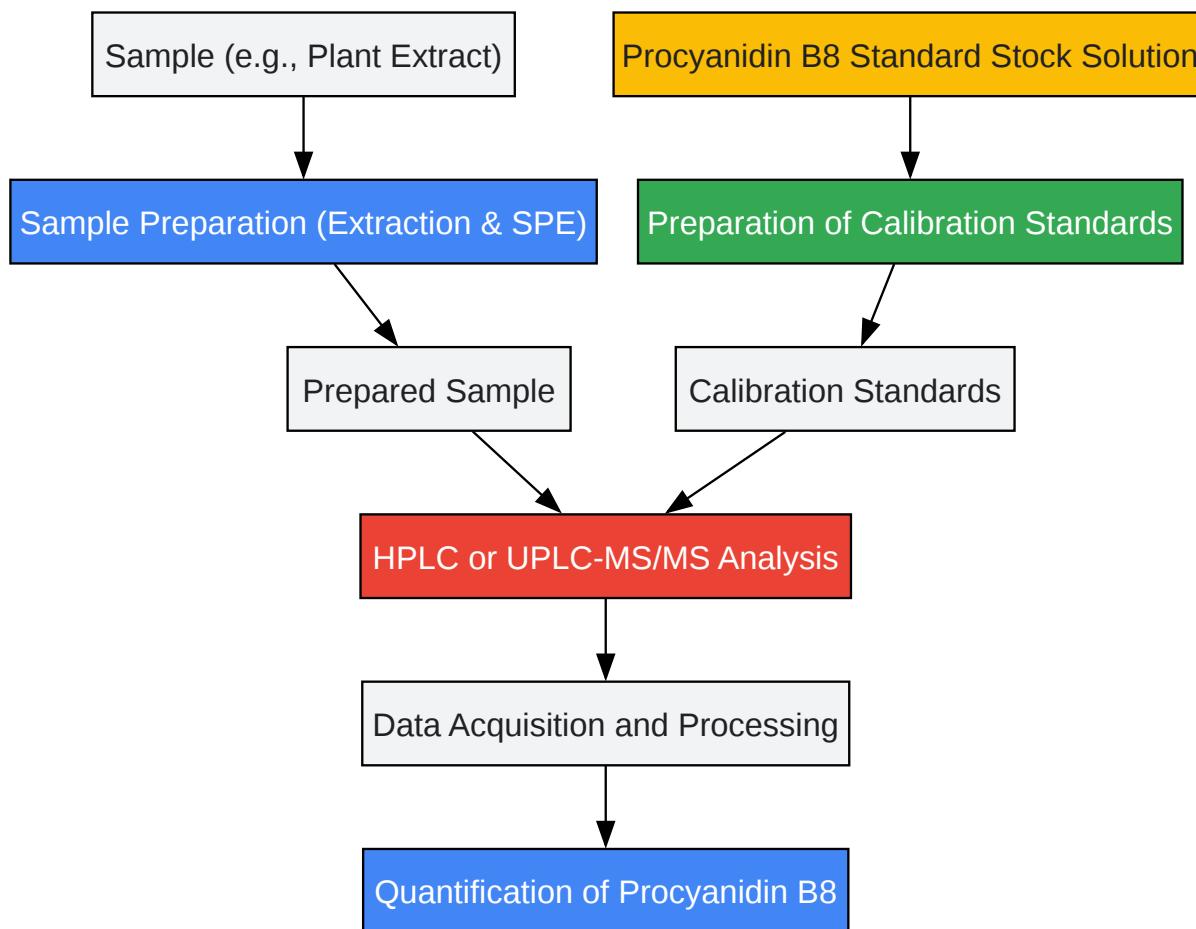 Sample (e.g., Plant Extract)
Procyanidin B8 Standard Stock Solution
Sample Preparation (Extraction & SPE)
Preparation of Calibration Standards
Prepared Sample
Calibration Standards
HPLC or UPLC-MS/MS Analysis
Data Acquisition and Processing
Quantification of Procyanidin B8